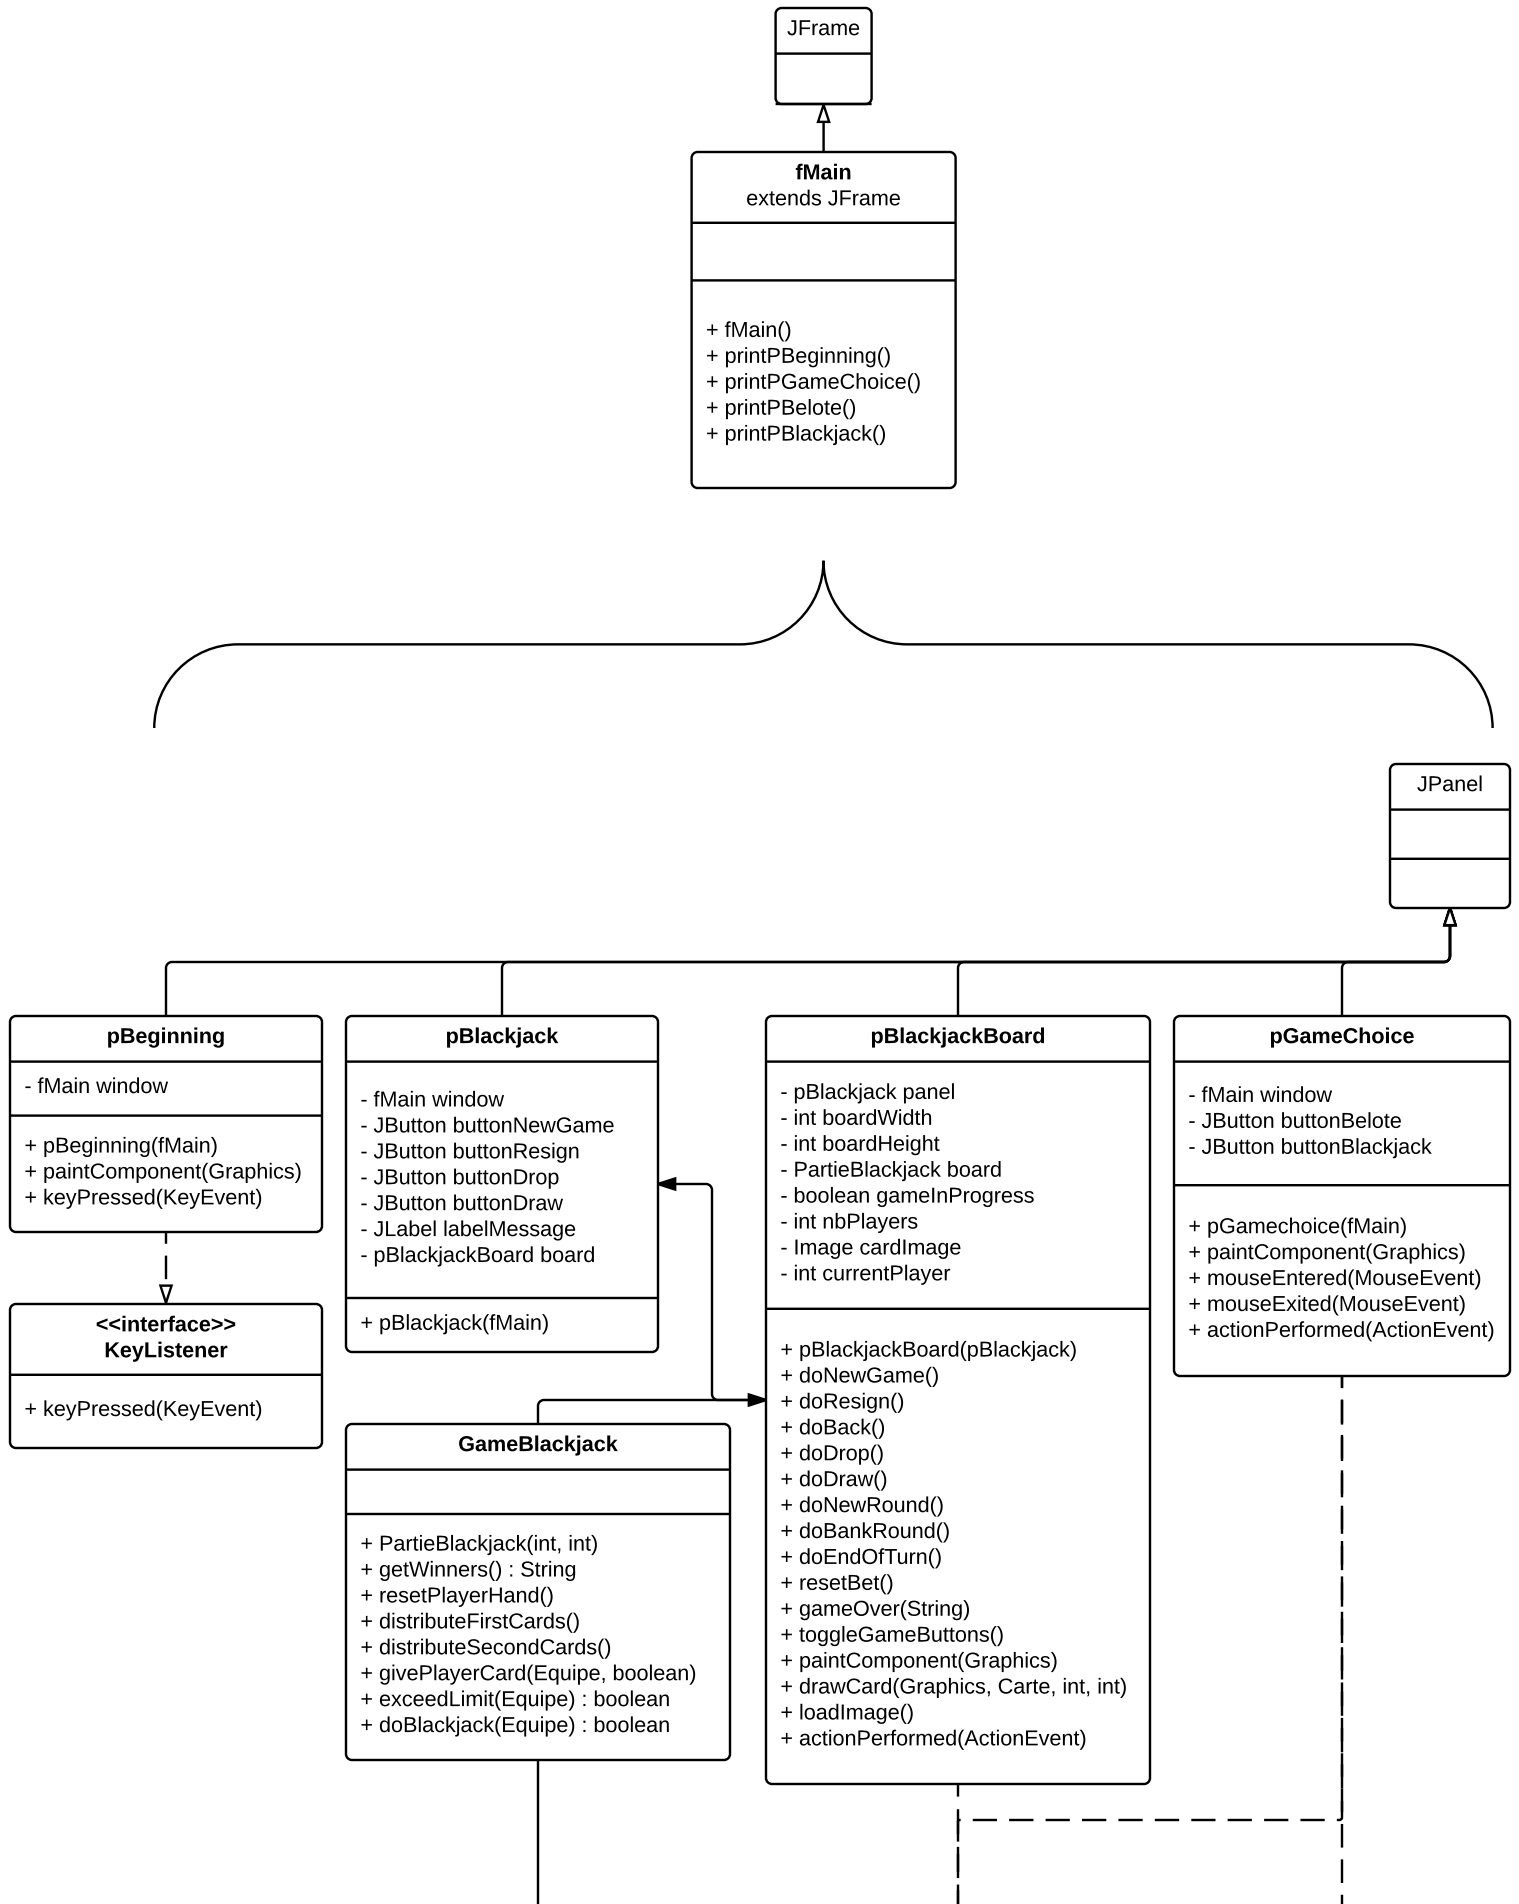 JFrame
fMain
extends JFrame
+ fMain()
+ printPBeginning()
+ printPGameChoice()
+ printPBelote()
+ printPBlackjack()
JPanel
pBeginning
- fMain window
+ pBeginning(fMain)
+ paintComponent(Graphics)
+ keyPressed(KeyEvent)
<<interface>>
KeyListener
+ keyPressed(KeyEvent)
pBlackjack
- fMain window
- JButton buttonNewGame
- JButton buttonResign
- JButton buttonDrop
- JButton buttonDraw
- JLabel labelMessage
- pBlackjackBoard board
+ pBlackjack(fMain)
GameBlackjack
+ PartieBlackjack(int, int)
+ getWinners() : String
+ resetPlayerHand()
+ distributeFirstCards()
+ distributeSecondCards()
+ givePlayerCard(Equipe, boolean)
+ exceedLimit(Equipe) : boolean
+ doBlackjack(Equipe) : boolean
pBlackjackBoard
- pBlackjack panel
- int boardWidth
- int boardHeight
- PartieBlackjack board
- boolean gameInProgress
- int nbPlayers
- Image cardImage
- int currentPlayer
+ pBlackjackBoard(pBlackjack)
+ doNewGame()
+ doResign()
+ doBack()
+ doDrop()
+ doDraw()
+ doNewRound()
+ doBankRound()
+ doEndOfTurn()
+ resetBet()
+ gameOver(String)
+ toggleGameButtons()
+ paintComponent(Graphics)
+ drawCard(Graphics, Carte, int, int)
+ loadImage()
+ actionPerformed(ActionEvent)
pGameChoice
- fMain window
- JButton buttonBelote
- JButton buttonBlackjack
+ pGamechoice(fMain)
+ paintComponent(Graphics)
+ mouseEntered(MouseEvent)
+ mouseExited(MouseEvent)
+ actionPerformed(ActionEvent)